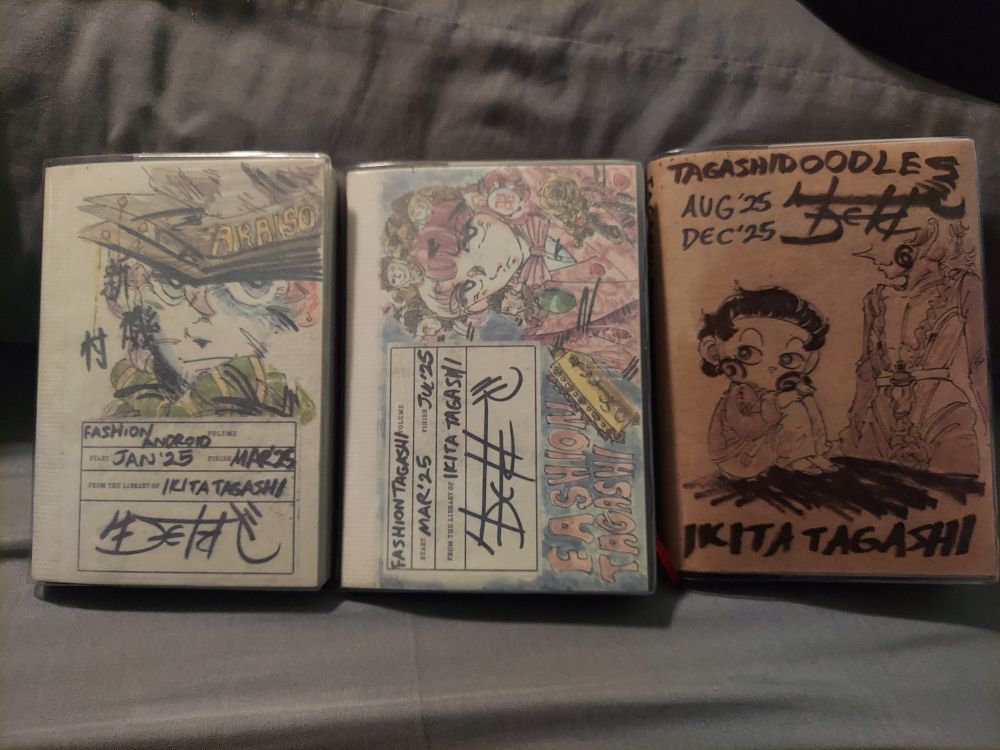 ARAISO
新
村
FASHION ANDROID
VOLUME
START JAN'25 FINISH MAR'25
FROM THE LIBRARY OF IKITA TAGASHI
FASHION TAGASHI VOLUME
START MAR'25 FINISH JUL'25
FROM THE LIBRARY OF IKITA TAGASHI
FASHION
TAGASHI
TAGASHIDOODLES
AUG'25
DEC'25
IKITA TAGASHI